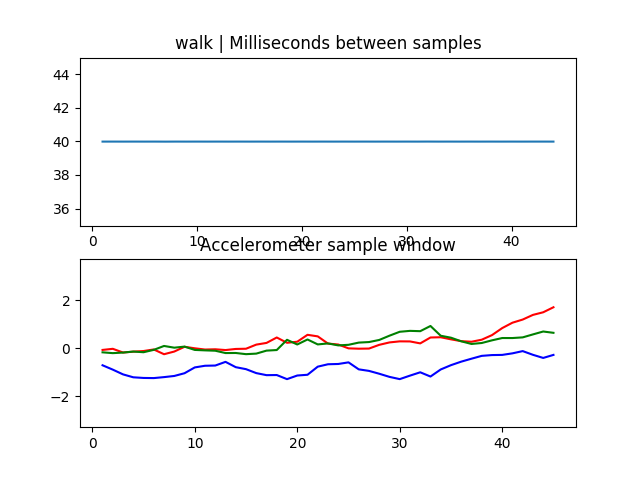 walk | Milliseconds between samples
44
42
40
38
36
0 10 20 30 40
Accelerometer sample window
2
0
−2
0 10 20 30 40